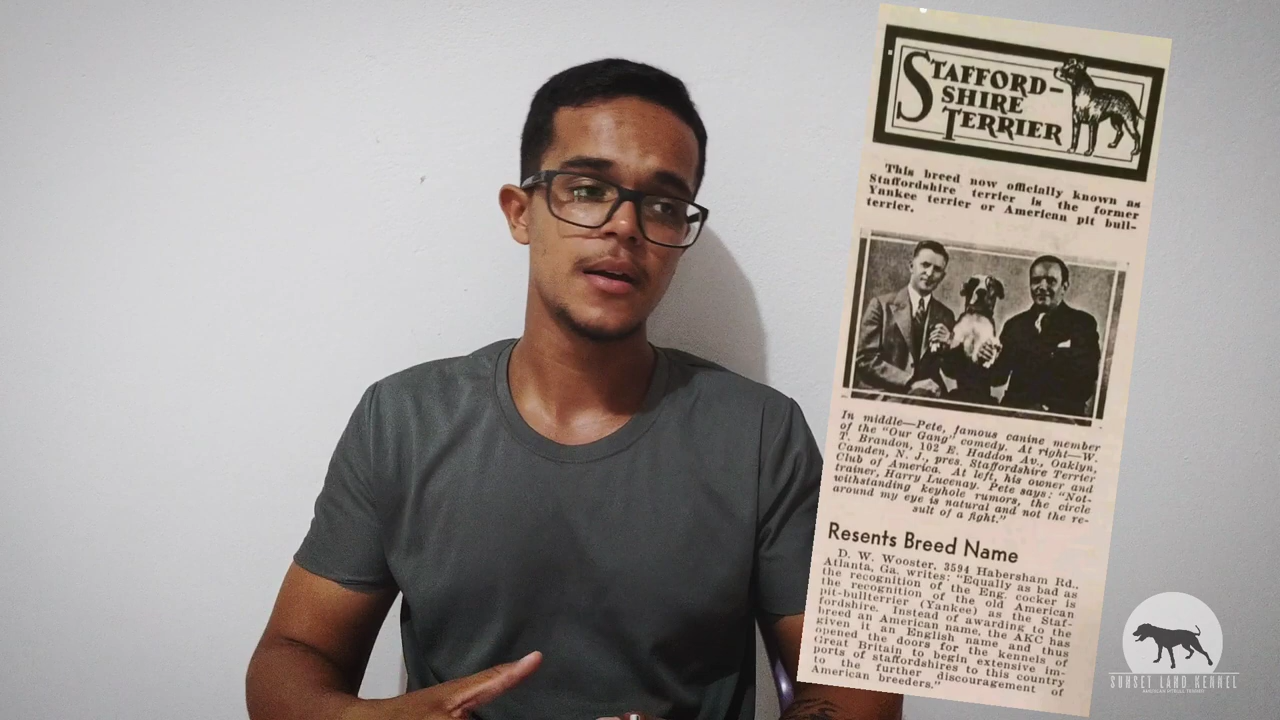 STAFFORD-
SHIRE
TERRIER
This breed now officially known as
Staffordshire terrier is the former
Yankee terrier or American pit bull-
terrier.
In middle—Pete, famous canine member
of the "Our Gang" comedy. At right—W.
T. Brandon, 102 E. Haddon Av., Oaklyn,
Camden, N. J., pres. Staffordshire Terrier
Club of America. At left, his owner and
trainer, Harry Lucenay. Pete says: "Not-
withstanding keyhole rumors, the circle
around my eye is natural and not the re-
sult of a fight."
Resents Breed Name
D. W. Wooster, 3594 Habersham Rd.,
Atlanta, Ga. writes: "Equally as bad as
the recognition of the Eng. cocker is
the recognition of the old American
pit-bullterrier (Yankee) as the Staf-
fordshire. Instead of awarding to the
breed an American name, the AKC has
given it an English name and thus
opened the doors for the kennels of
Great Britain to begin extensive im-
ports of staffordshires to this country
to the further discouragement of
American breeders."
SUNSET LAND KENNEL
AMERICAN PITBULL TERRIER